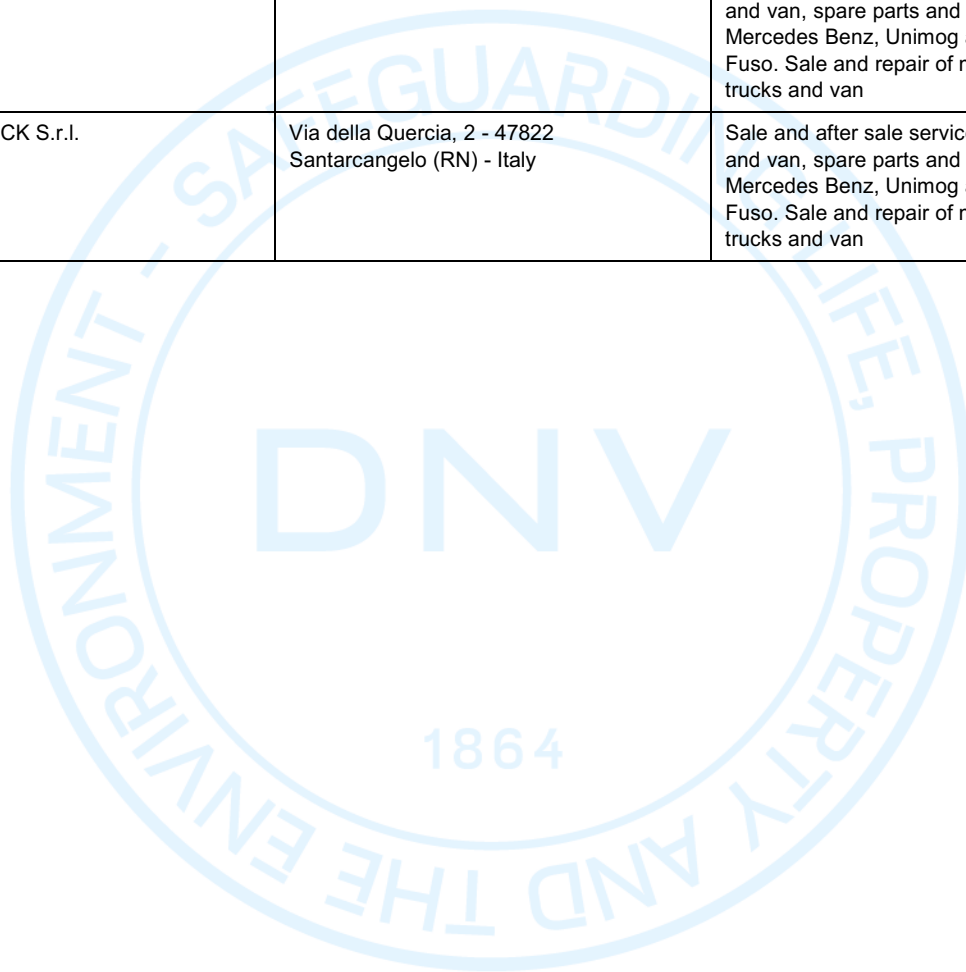 and van, spare parts and
Mercedes Benz, Unimog
Fuso. Sale and repair of
trucks and van
CK S.r.l.
Via della Quercia, 2 - 47822
Santarcangelo (RN) - Italy
Sale and after sale servic
and van, spare parts and
Mercedes Benz, Unimog
Fuso. Sale and repair of
trucks and van
SAFEGUARDING LIFE, PROPERTY AND THE ENVIRONMENT -
DNV
1864